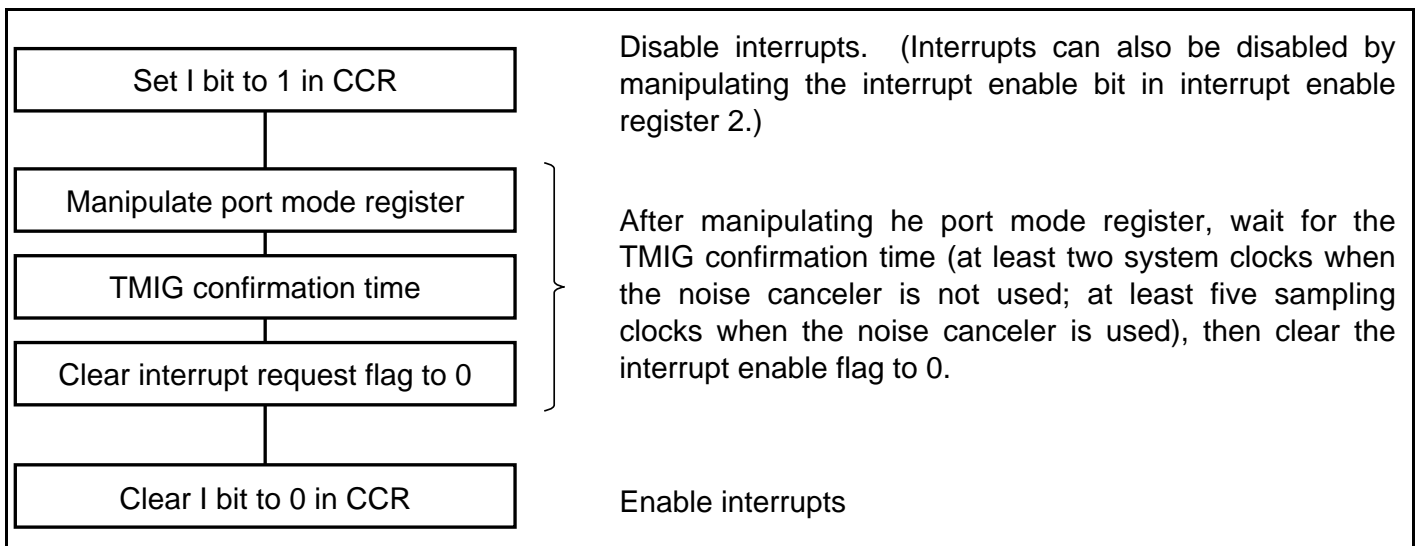 Set I bit to 1 in CCR
Disable interrupts. (Interrupts can also be disabled by
manipulating the interrupt enable bit in interrupt enable
register 2.)
Manipulate port mode register
TMIG confirmation time
Clear interrupt request flag to 0
After manipulating he port mode register, wait for the
TMIG confirmation time (at least two system clocks when
the noise canceler is not used; at least five sampling
clocks when the noise canceler is used), then clear the
interrupt enable flag to 0.
Clear I bit to 0 in CCR
Enable interrupts